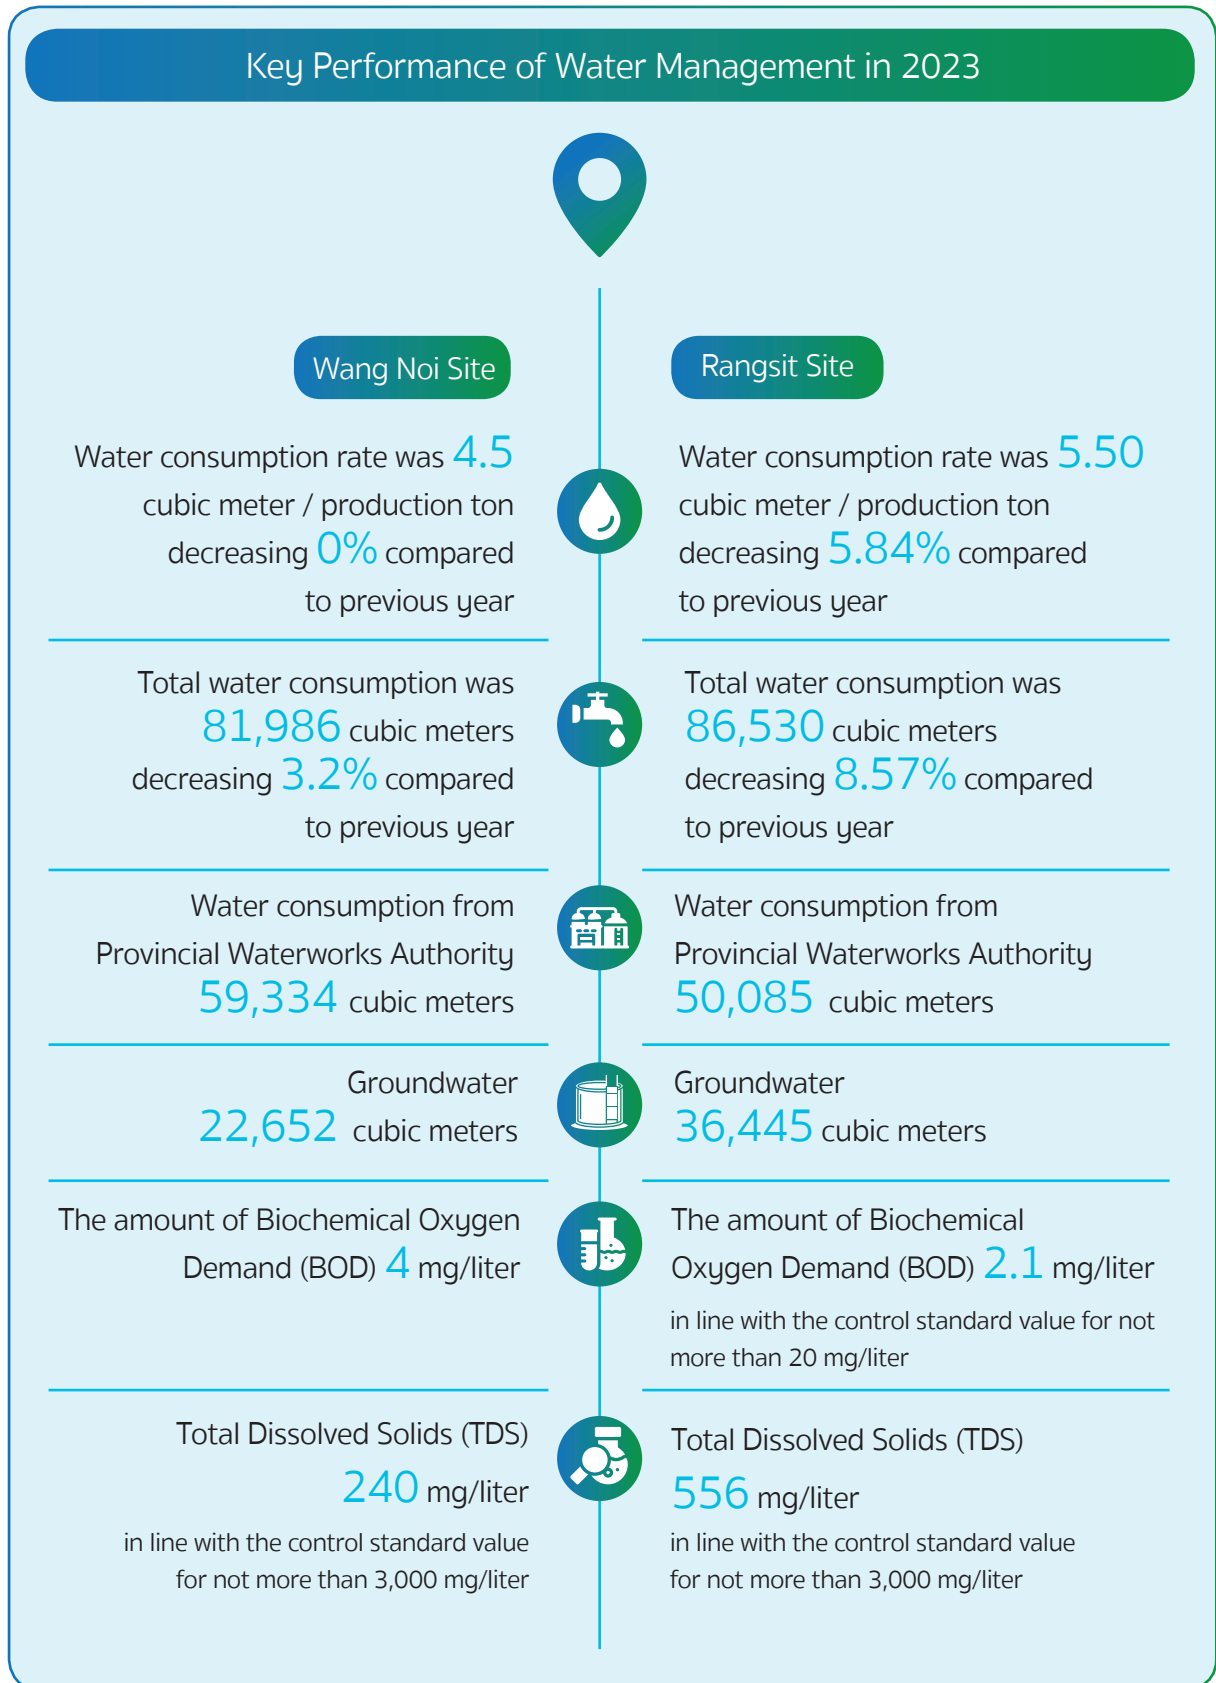 Key Performance of Water Management in 2023
Wang Noi Site
Water consumption rate was 4.5
cubic meter / production ton
decreasing 0% compared
to previous year
Total water consumption was
81,986 cubic meters
decreasing 3.2% compared
to previous year
Water consumption from
Provincial Waterworks Authority
59,334 cubic meters
Groundwater
22,652 cubic meters
The amount of Biochemical Oxygen
Demand (BOD) 4 mg/liter
Total Dissolved Solids (TDS)
240 mg/liter
in line with the control standard value
for not more than 3,000 mg/liter
Rangsit Site
Water consumption rate was 5.50
cubic meter / production ton
decreasing 5.84% compared
to previous year
Total water consumption was
86,530 cubic meters
decreasing 8.57% compared
to previous year
Water consumption from
Provincial Waterworks Authority
50,085 cubic meters
Groundwater
36,445 cubic meters
The amount of Biochemical
Oxygen Demand (BOD) 2.1 mg/liter
in line with the control standard value for not
more than 20 mg/liter
Total Dissolved Solids (TDS)
556 mg/liter
in line with the control standard value
for not more than 3,000 mg/liter